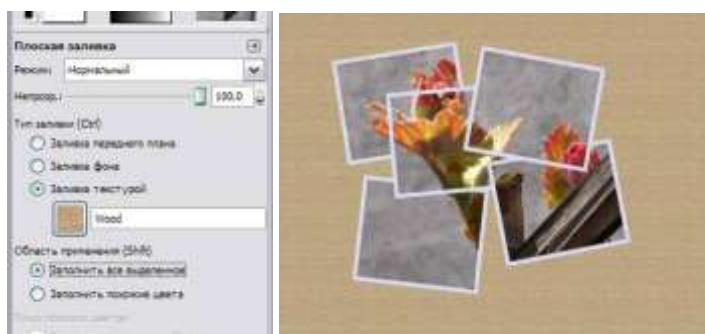 Плоская заливка
Режим: Нормальный
Непрозр.: 100,0
Тип заливки (Ctrl)
Заливка переднего плана
Заливка фона
Заливка текстурой
Wood
Область применения (Shift)
Заполнить все выделенное
Заполнить похожие цвета